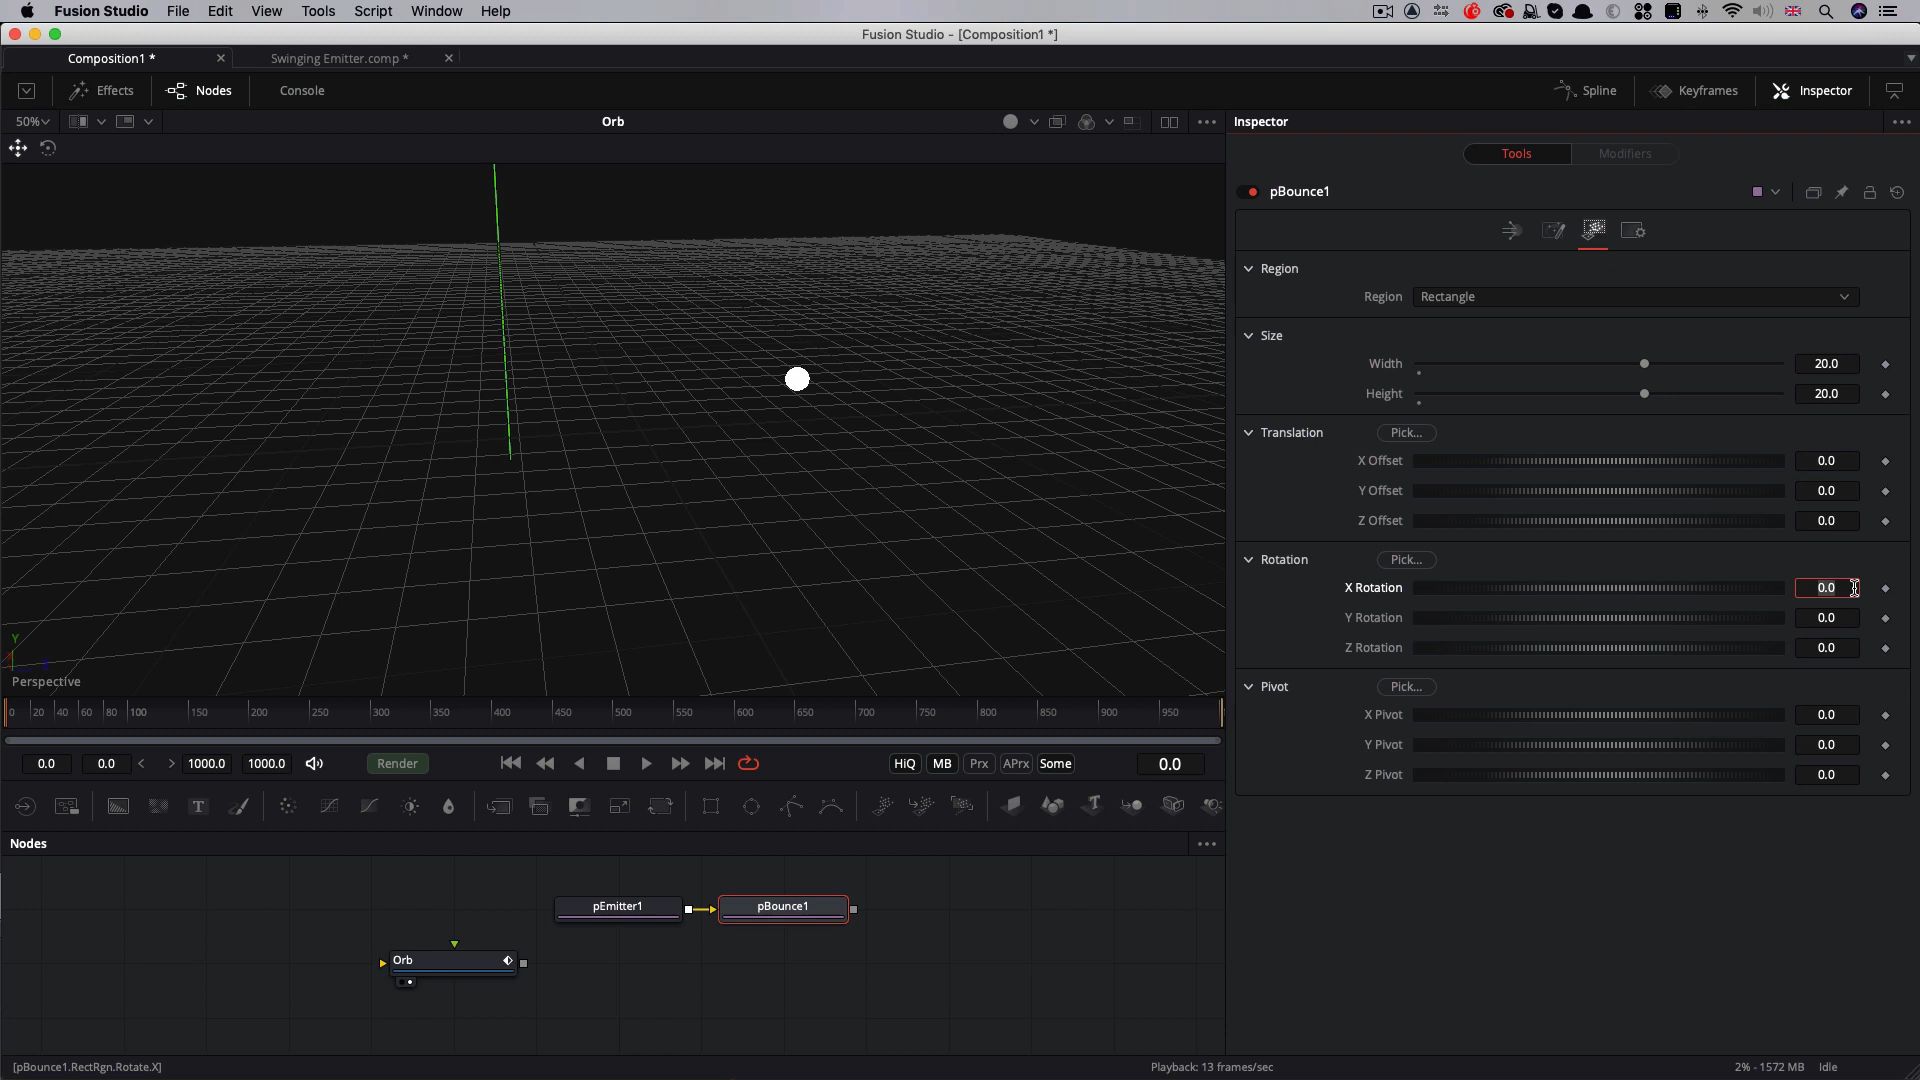 Fusion Studio File Edit View Tools Script Window Help
Fusion Studio - [Composition1 *]
Composition1 * Swinging Emitter.comp *
Effects Nodes Console Spline Keyframes Inspector
50% Orb Inspector
Tools Modifiers
pBounce1
Region
Region Rectangle
Size
Width 20.0
Height 20.0
Translation Pick...
X Offset 0.0
Y Offset 0.0
Z Offset 0.0
Rotation Pick...
X Rotation 0.0
Y Rotation 0.0
Z Rotation 0.0
Pivot Pick...
X Pivot 0.0
Y Pivot 0.0
Z Pivot 0.0
Y
Perspective
0 20 40 60 80 100 150 200 250 300 350 400 450 500 550 600 650 700 750 800 850 900 950
0.0 0.0 1000.0 1000.0 Render HiQ MB Prx APrx Some 0.0
Nodes
pEmitter1 pBounce1
Orb
[pBounce1.RectRgn.Rotate.X] Playback: 13 frames/sec 2% - 1572 MB Idle